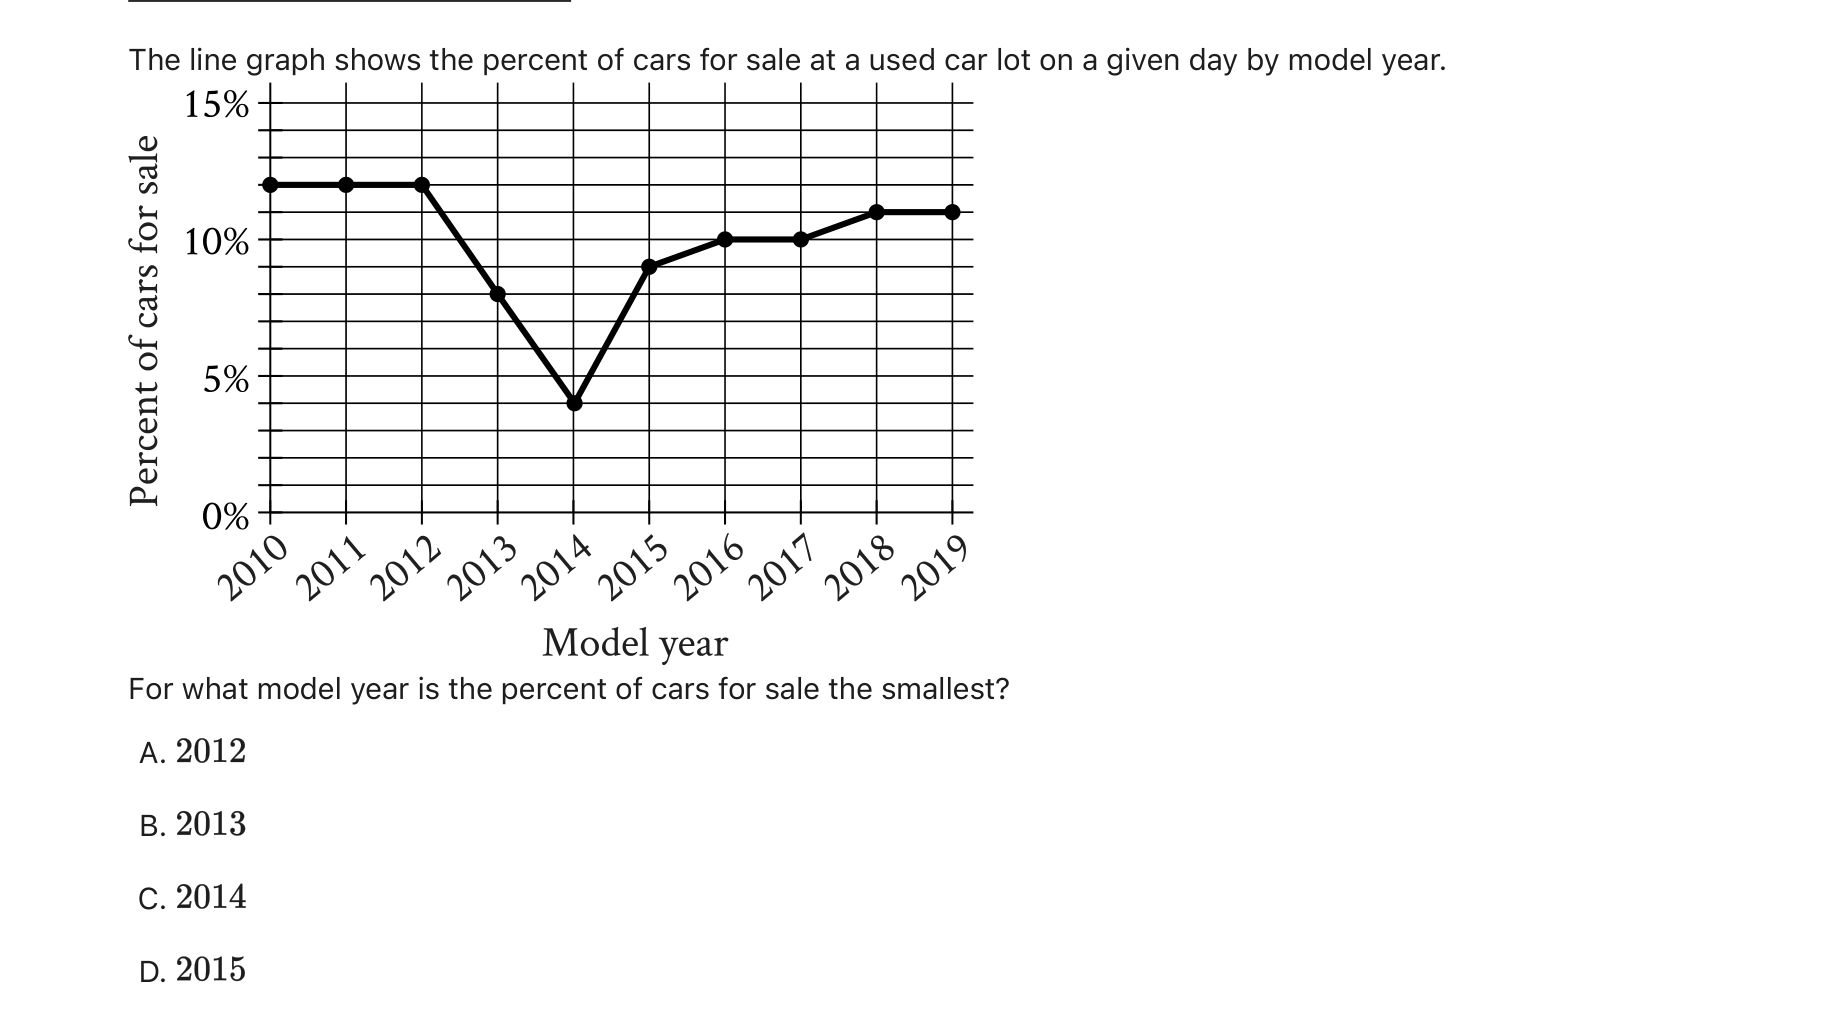 The line graph shows the percent of cars for sale at a used car lot on a given day by model year.
Percent of cars for sale
15%
10%
5%
0%
2010 2011 2012 2013 2014 2015 2016 2017 2018 2019
Model year
For what model year is the percent of cars for sale the smallest?
A. 2012
B. 2013
C. 2014
D. 2015